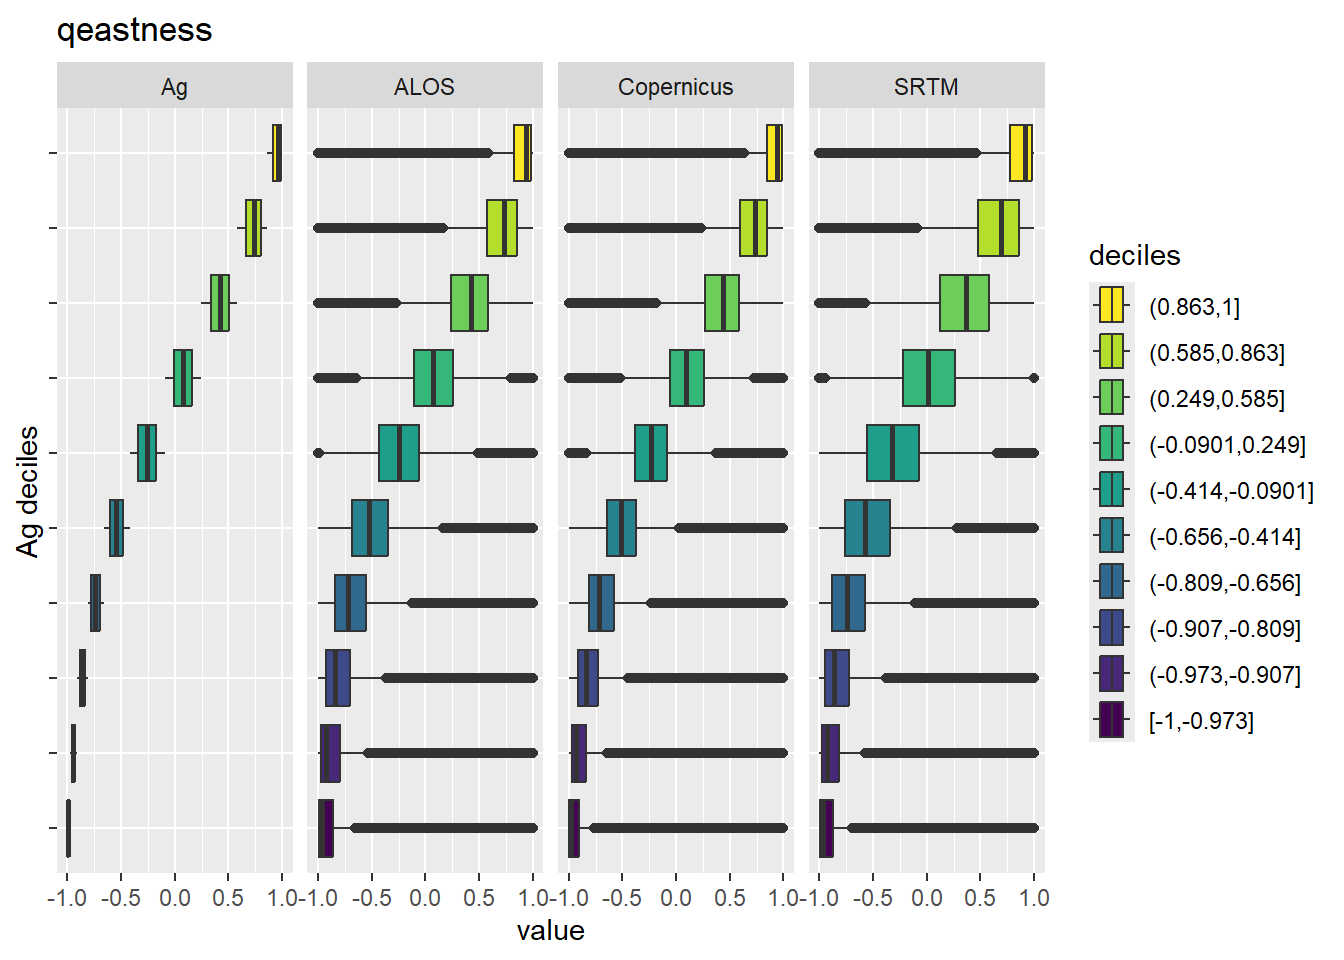 qeastness
Ag ALOS Copernicus SRTM
Ag deciles
-1.0 -0.5 0.0 0.5 1.0 -1.0 -0.5 0.0 0.5 1.0 -1.0 -0.5 0.0 0.5 1.0 -1.0 -0.5 0.0 0.5 1.0
value
deciles
(0.863,1]
(0.585,0.863]
(0.249,0.585]
(-0.0901,0.249]
(-0.414,-0.0901]
(-0.656,-0.414]
(-0.809,-0.656]
(-0.907,-0.809]
(-0.973,-0.907]
[-1,-0.973]